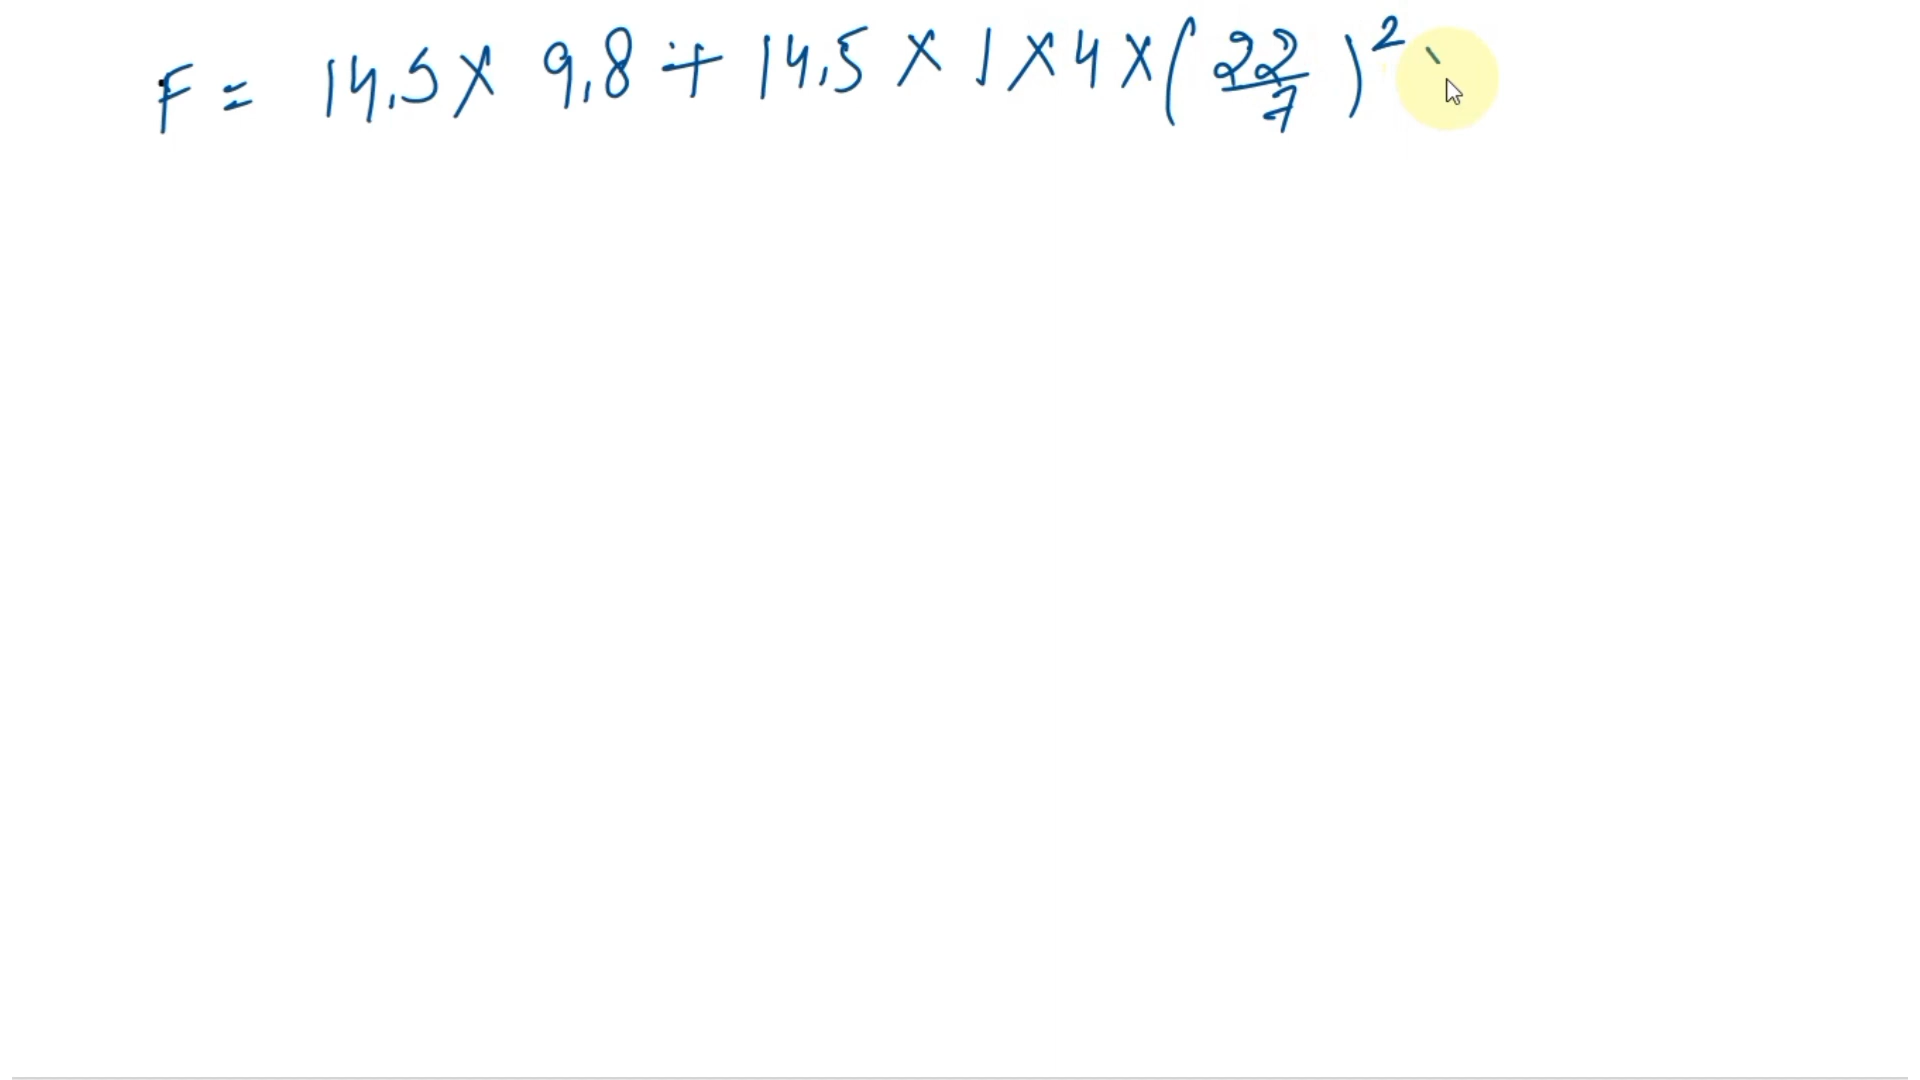 F = 14.5 × 9.8 + 14.5 × 1 × 4 × (22/7)²